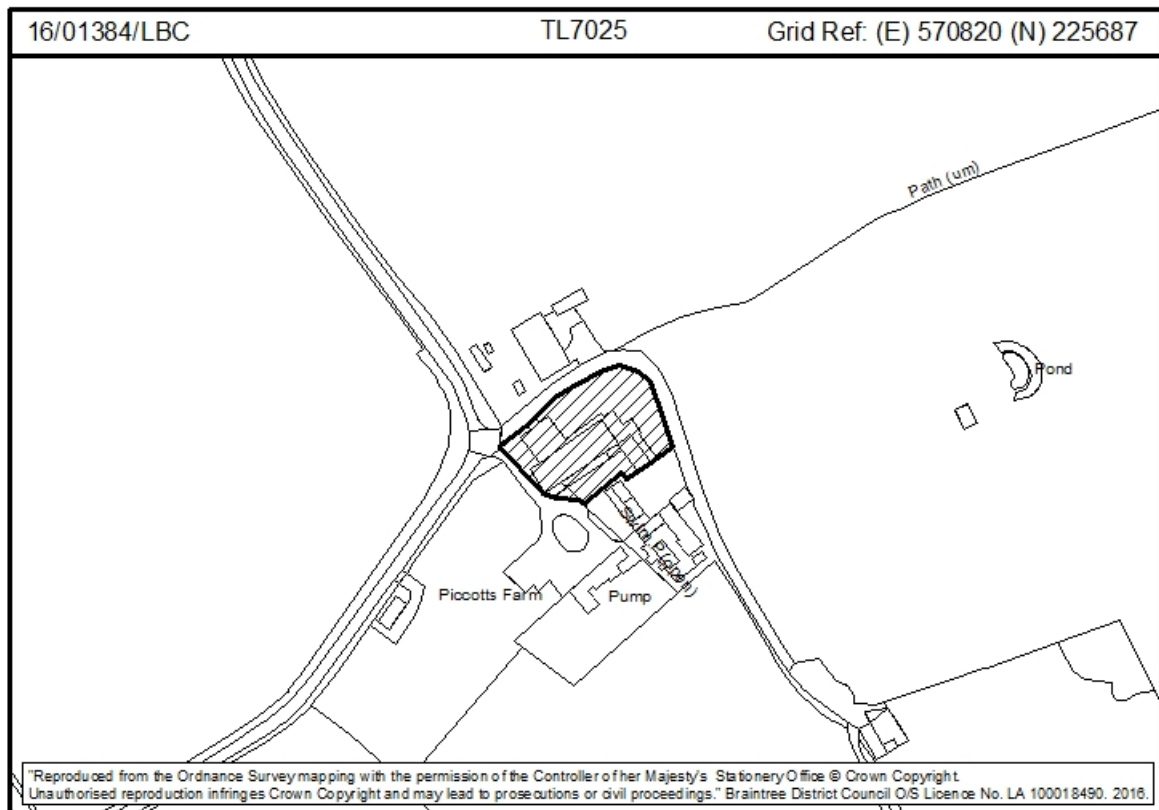 16/01384/LBC TL7025 Grid Ref: (E) 570820 (N) 225687
Path (um)
Pond
Piccotts Farm
Pump
"Reproduced from the Ordnance Survey mapping with the permission of the Controller of her Majesty's Stationery Office © Crown Copyright.
Unauthorised reproduction infringes Crown Copyright and may lead to prosecutions or civil proceedings." Braintree District Council O/S Licence No. LA 100018490. 2016.